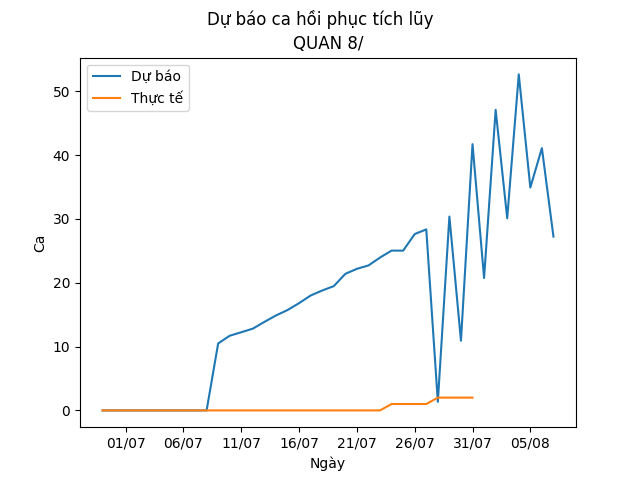 Dự báo ca hồi phục tích lũy
QUAN 8/
Dự báo
Thực tế
50
40
30
20
10
0
Ca
01/07 06/07 11/07 16/07 21/07 26/07 31/07 05/08
Ngày